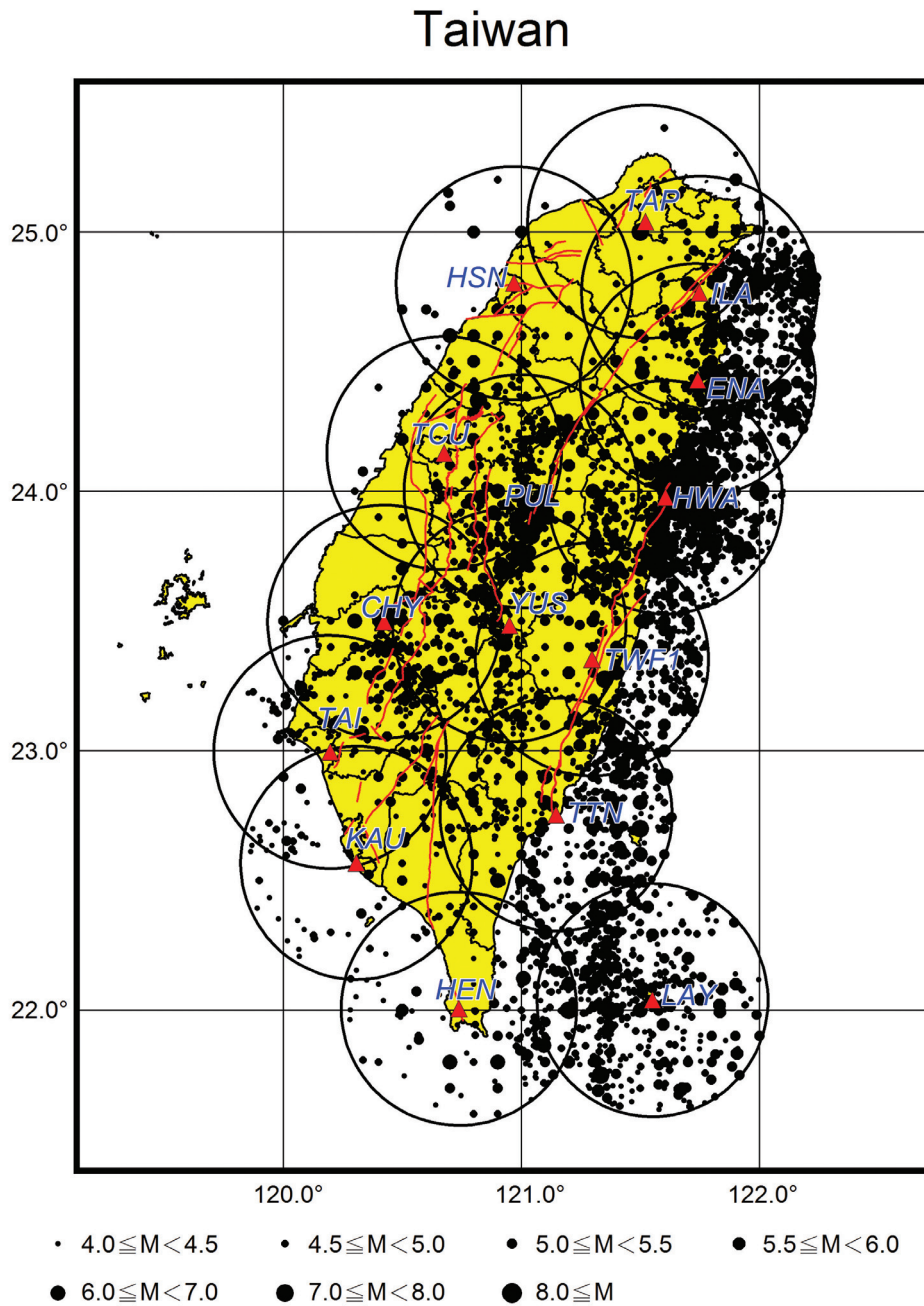 Taiwan
25.0°
24.0°
23.0°
22.0°
TAP
HSN
ILA
ENA
TCU
PUL
HWA
CHY
YUS
TWF1
TAI
TTN
KAU
HEN
LAY
120.0°
121.0°
122.0°
4.0≦M<4.5
4.5≦M<5.0
5.0≦M<5.5
5.5≦M<6.0
6.0≦M<7.0
7.0≦M<8.0
8.0≦M